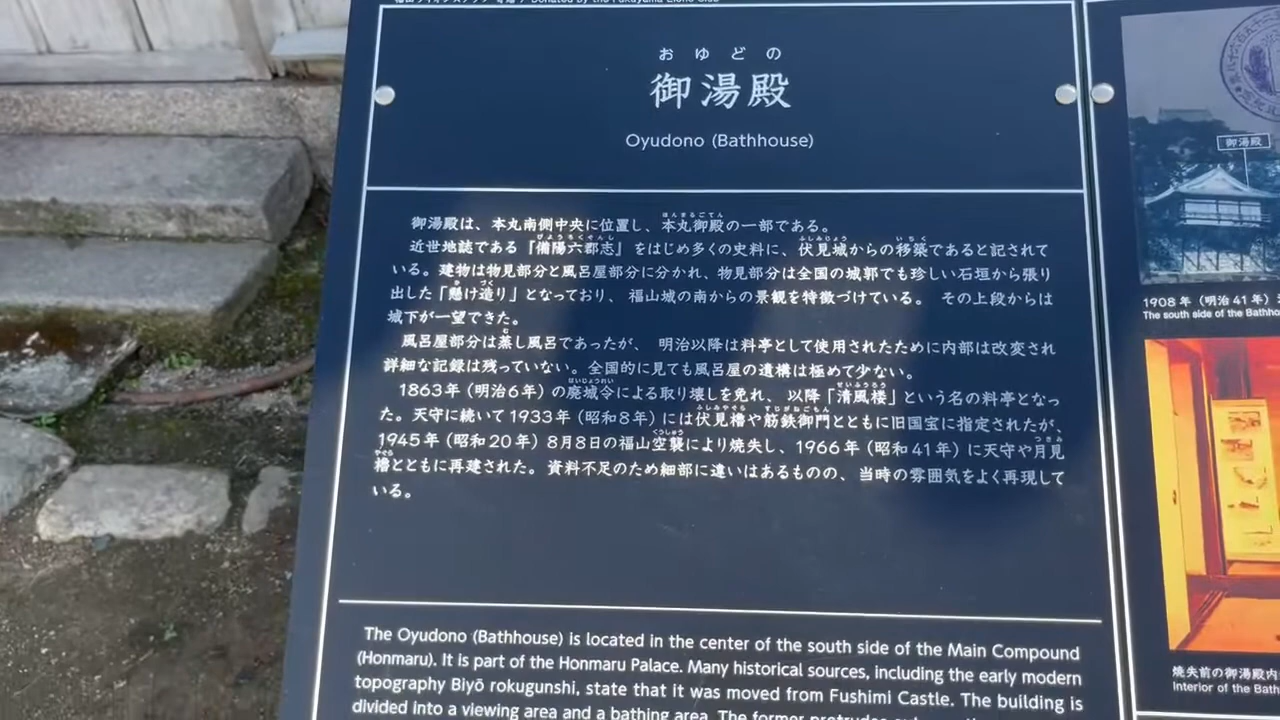 Donated by the Fukuyama Lions Club
おゆどの
御湯殿
Oyudono (Bathhouse)
御湯殿は、本丸南側中央に位置し、本丸御殿の一部である。
近世地誌である『備陽六郡志』をはじめ多くの史料に、伏見城からの移築であると記されて
いる。建物は物見部分と風呂屋部分に分かれ、物見部分は全国の城郭でも珍しい石垣から張り
出した「懸け造り」となっており、福山城の南からの景観を特徴づけている。 その上段からは
城下が一望できた。
風呂屋部分は蒸し風呂であったが、 明治以降は料亭として使用されたために内部は改変され
詳細な記録は残っていない。全国的に見ても風呂屋の遺構は極めて少ない。
1863年(明治6年)の廃城令による取り壊しを免れ、以降「清風楼」という名の料亭となっ
た。天守に続いて1933年(昭和8年)には伏見櫓や筋鉄御門とともに旧国宝に指定されたが、
1945年(昭和20年)8月8日の福山空襲により焼失し、1966年(昭和41年)に天守や月見
櫓とともに再建された。資料不足のため細部に違いはあるものの、当時の雰囲気をよく再現して
いる。
The Oyudono (Bathhouse) is located in the center of the south side of the Main Compound
(Honmaru). It is part of the Honmaru Palace. Many historical sources, including the early modern
topography Biyō rokugunshi, state that it was moved from Fushimi Castle. The building is
divided into a viewing area and a bathing area. The former protrudes
御湯殿
1908年(明治41年)
The south side of the
焼失前の御湯殿内
Interior of the